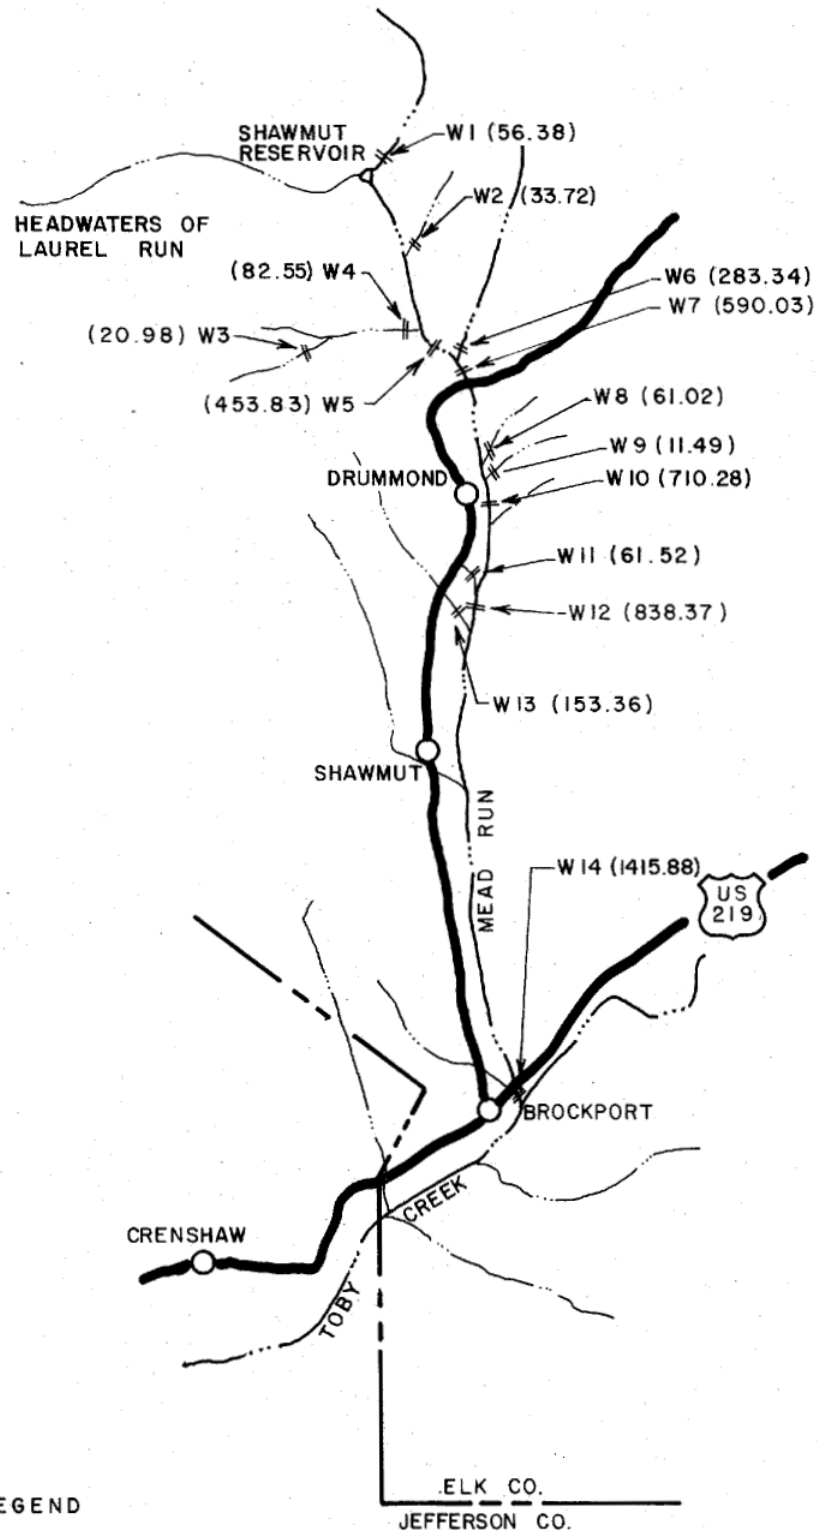 SHAWMUT
RESERVOIR
W1 (56.38)
W2 (33.72)
HEADWATERS OF
LAUREL RUN
(82.55) W4
W6 (283.34)
W7 (590.03)
(20.98) W3
(453.83) W5
W8 (61.02)
W9 (11.49)
DRUMMOND
W10 (710.28)
W11 (61.52)
W12 (838.37)
W13 (153.36)
SHAWMUT
MEAD RUN
W14 (1415.88)
US
219
BROCKPORT
TOBY CREEK
CRENSHAW
ELK CO.
JEFFERSON CO.
EGEND